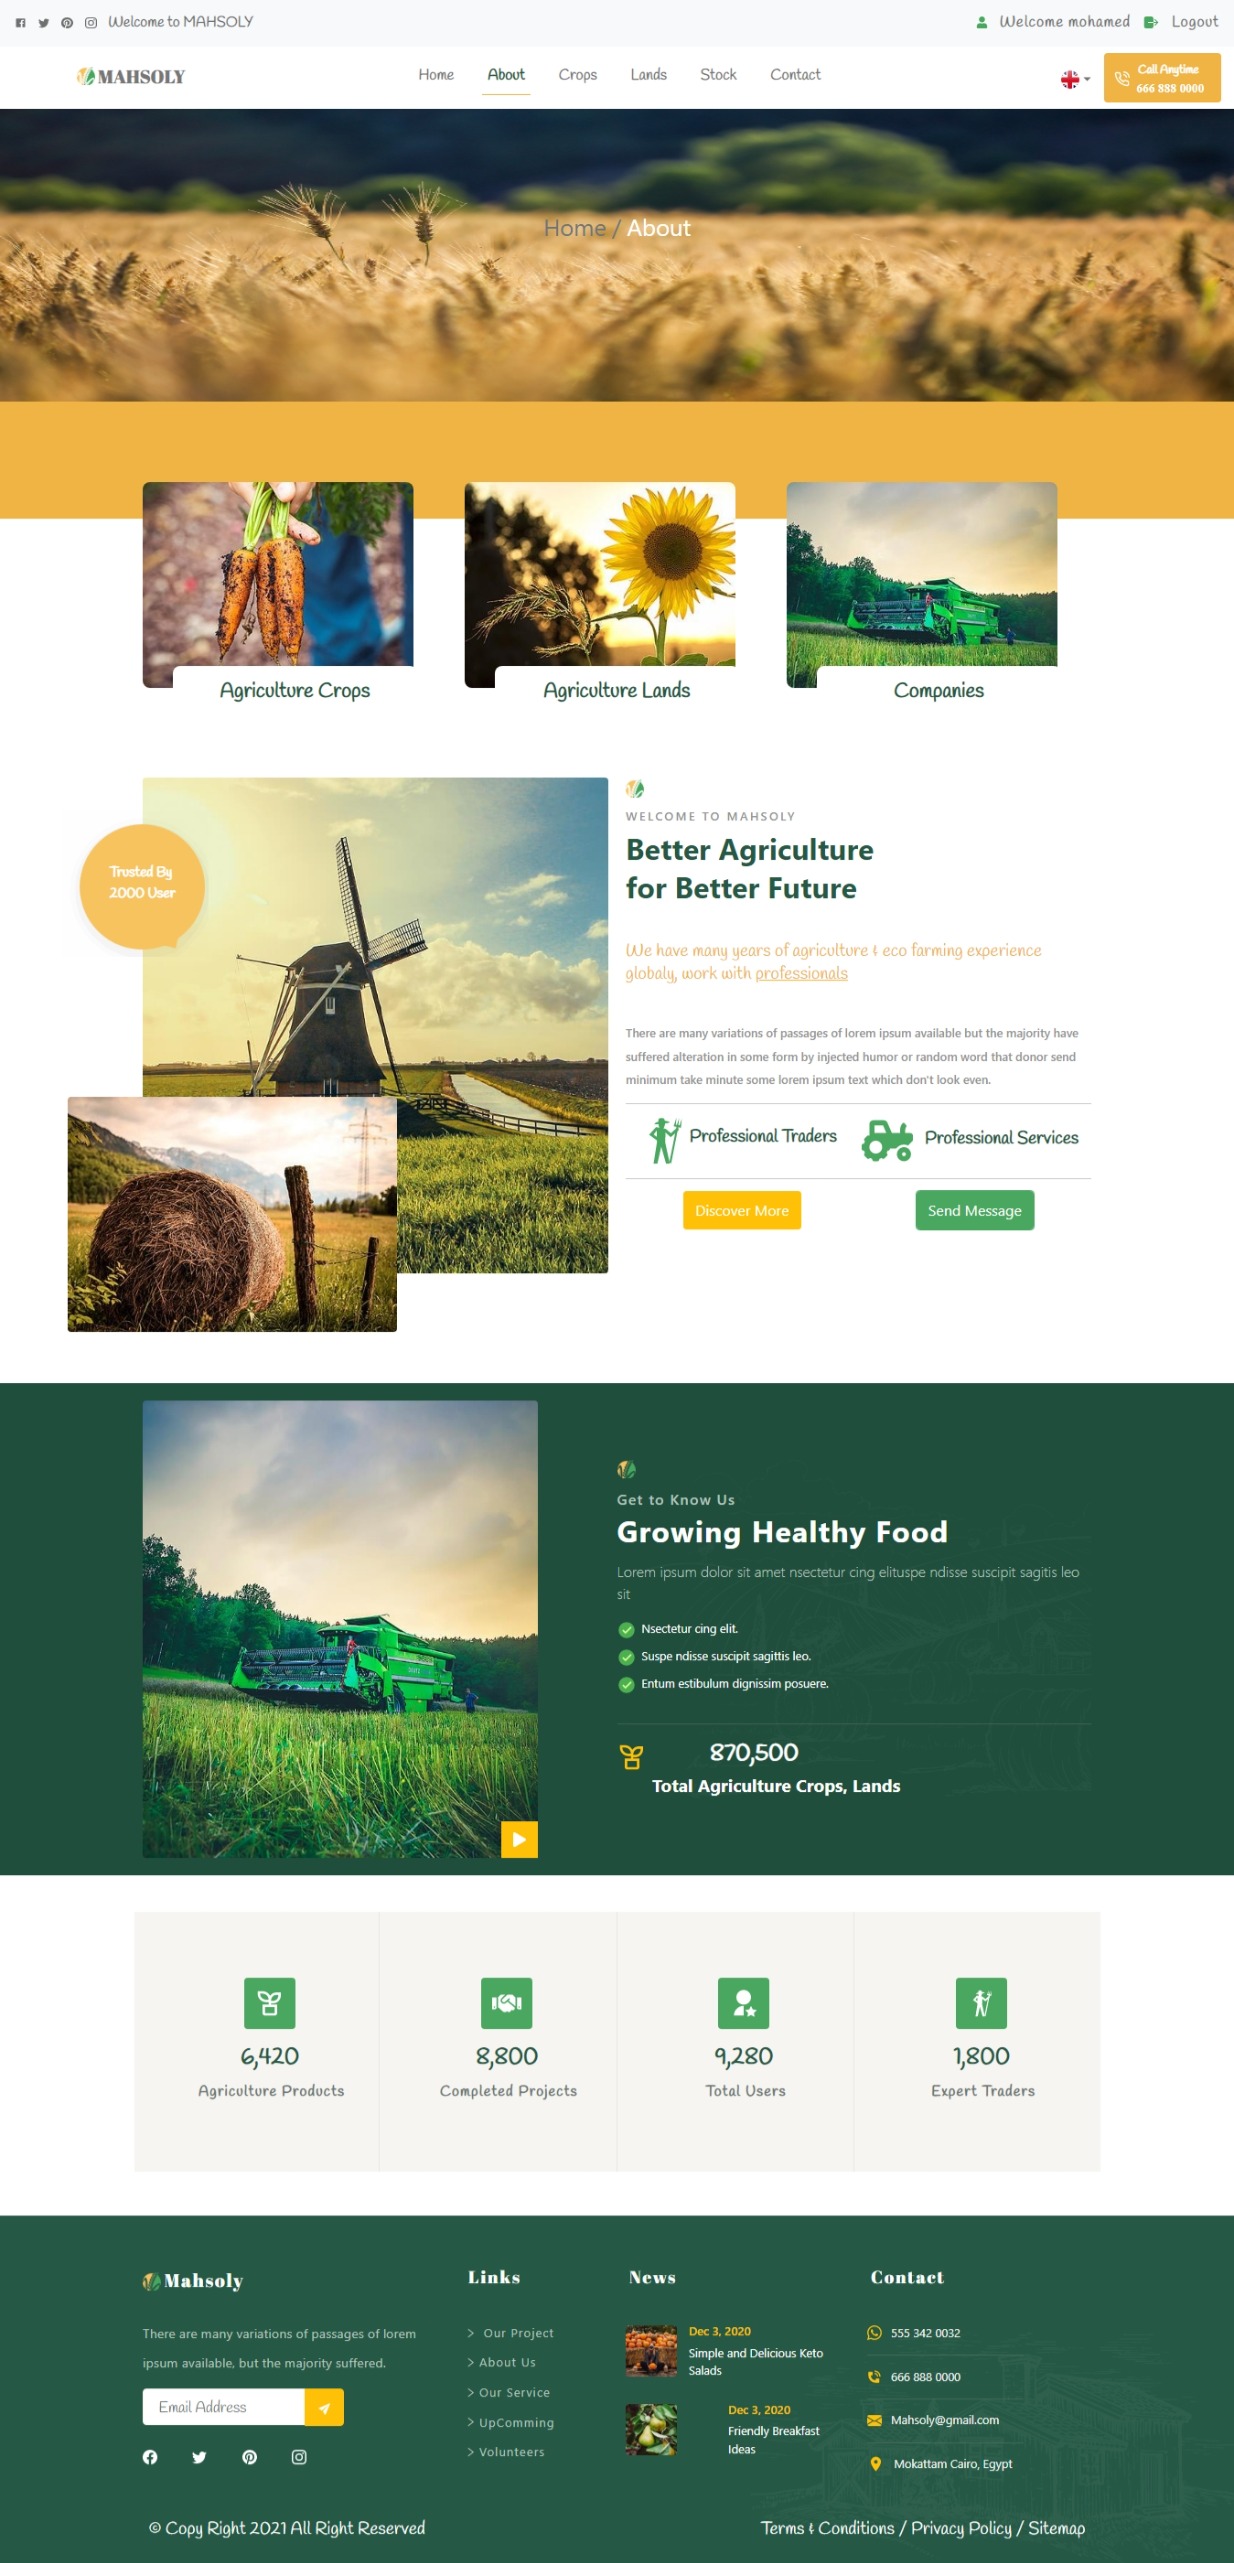 Welcome to MAHSOLY
Welcome mohamed
Logout
MAHSOLY
Home
About
Crops
Lands
Stock
Contact
Call Anytime
666 888 0000
Home / About
Agriculture Crops
Agriculture Lands
Companies
Trusted By
2000 User
WELCOME TO MAHSOLY
Better Agriculture
for Better Future
We have many years of agriculture & eco farming experience
globaly, work with professionals
There are many variations of passages of lorem ipsum available but the majority have
suffered alteration in some form by injected humor or random word that donor send
minimum take minute some lorem ipsum text which don't look even.
Professional Traders
Professional Services
Discover More
Send Message
Get to Know Us
Growing Healthy Food
Lorem ipsum dolor sit amet nsectetur cing elituspe ndisse suscipit sagitis leo
sit
Nsectetur cing elit.
Suspe ndisse suscipit sagittis leo.
Entum estibulum dignissim posuere.
870,500
Total Agriculture Crops, Lands
6,420
Agriculture Products
8,800
Completed Projects
9,280
Total Users
1,800
Expert Traders
Mahsoly
There are many variations of passages of lorem
ipsum available, but the majority suffered.
Email Address
Links
> Our Project
> About Us
> Our Service
> UpComming
> Volunteers
News
Dec 3, 2020
Simple and Delicious Keto
Salads
Dec 3, 2020
Friendly Breakfast
Ideas
Contact
555 342 0032
666 888 0000
Mahsoly@gmail.com
Mokattam Cairo, Egypt
© Copy Right 2021 All Right Reserved
Terms & Conditions / Privacy Policy / Sitemap